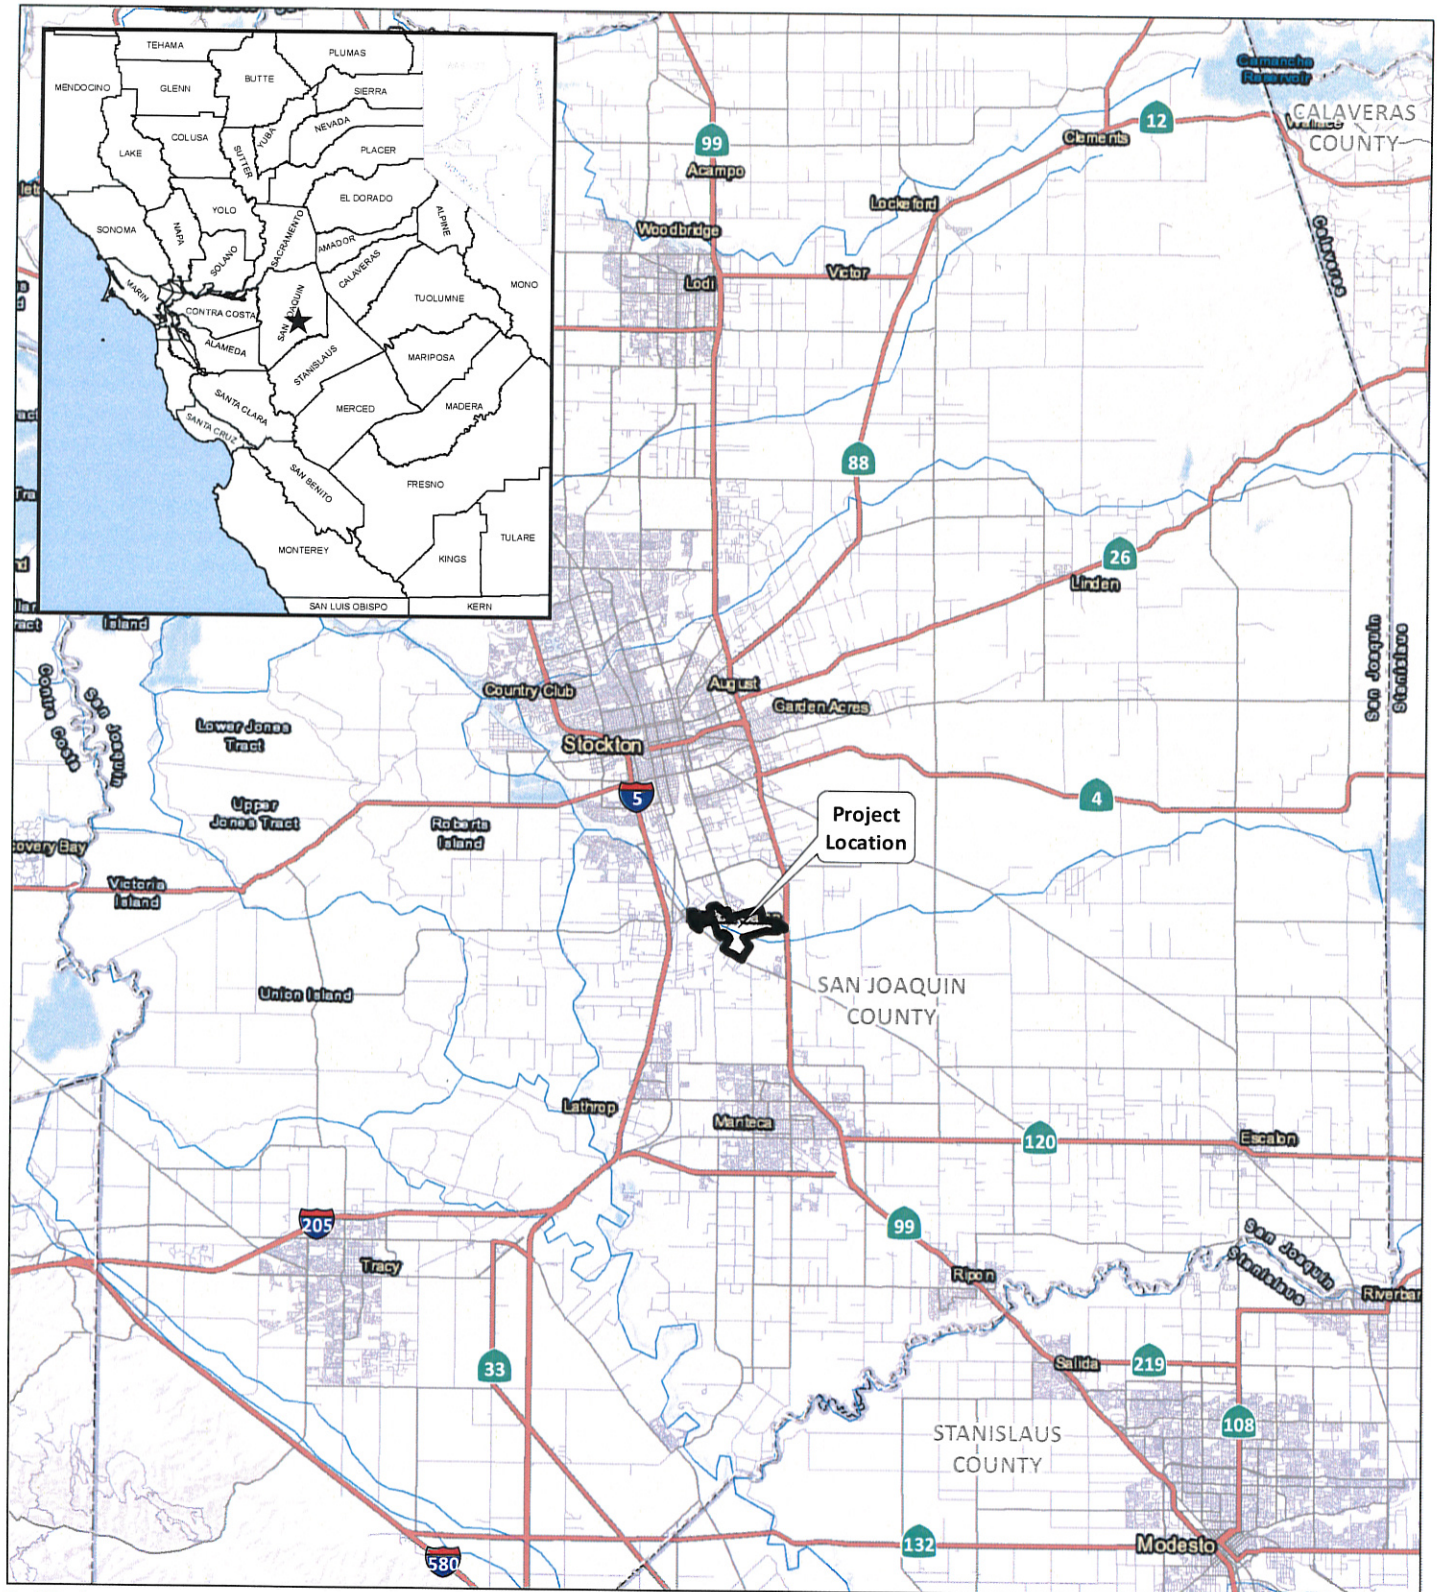 TEHAMA
PLUMAS
MENDOCINO
GLENN
BUTTE
SIERRA
COLUSA
YUBA
NEVADA
LAKE
SUTTER
PLACER
YOLO
EL DORADO
SONOMA
NAPA
SACRAMENTO
ALPINE
SOLANO
AMADOR
CALAVERAS
MARIN
MONO
CONTRA COSTA
SAN JOAQUIN
TUOLUMNE
ALAMEDA
STANISLAUS
MARIPOSA
SANTA CLARA
MERCED
MADERA
SANTA CRUZ
SAN BENITO
FRESNO
MONTEREY
KINGS
TULARE
SAN LUIS OBISPO
KERN
Camanche
Reservoir
CALAVERAS
COUNTY
Wallace
12
Clements
99
Acampo
Lockeford
Woodbridge
Calaveras
Victor
Lodi
88
26
Linden
San Joaquin
Stanislaus
Island
Contra Costa
San Joaquin
Country Club
August
Garden Acres
Lower Jones
Tract
Stockton
5
4
Upper
Jones Tract
Roberts
Island
Project
Location
covery Bay
Victoria
Island
Union Island
SAN JOAQUIN
COUNTY
Lathrop
Manteca
120
Escalon
205
99
Tracy
San Joaquin
Stanislaus
Ripon
Riverban
33
Salida
219
108
STANISLAUS
COUNTY
132
Modesto
580